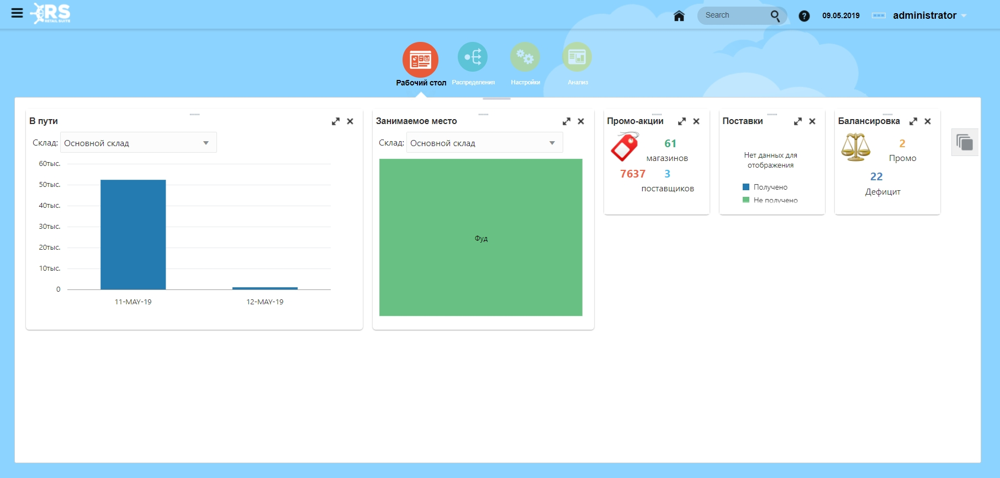 RS
RETAIL SUITE
Search
?
09.05.2019
administrator
Рабочий стол
Распределения
Настройки
Анализ
В пути
Склад:
Основной склад
60тыс.
50тыс.
40тыс.
30тыс.
20тыс.
10тыс.
0
11-MAY-19
12-MAY-19
Занимаемое место
Склад:
Основной склад
Фуд
Промо-акции
61
магазинов
7637
3
поставщиков
Поставки
Нет данных для
отображения
Получено
Не получено
Балансировка
2
Промо
22
Дефицит